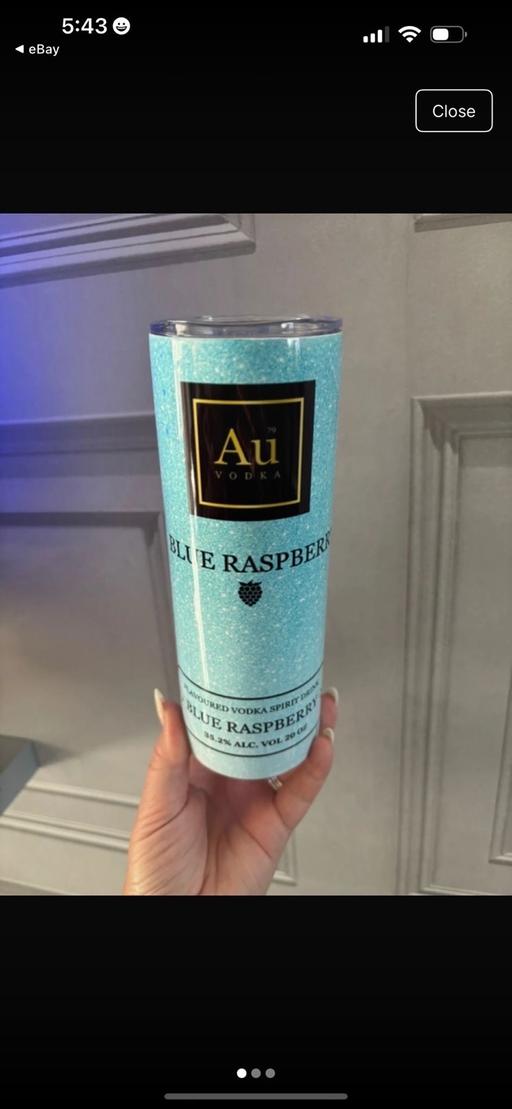 5:43
◀ eBay
Close
79
Au
VODKA
BLUE RASPBERR
FLAVOURED VODKA SPIRIT DRINK
BLUE RASPBERRY
35.2% ALC. VOL 20 OZ